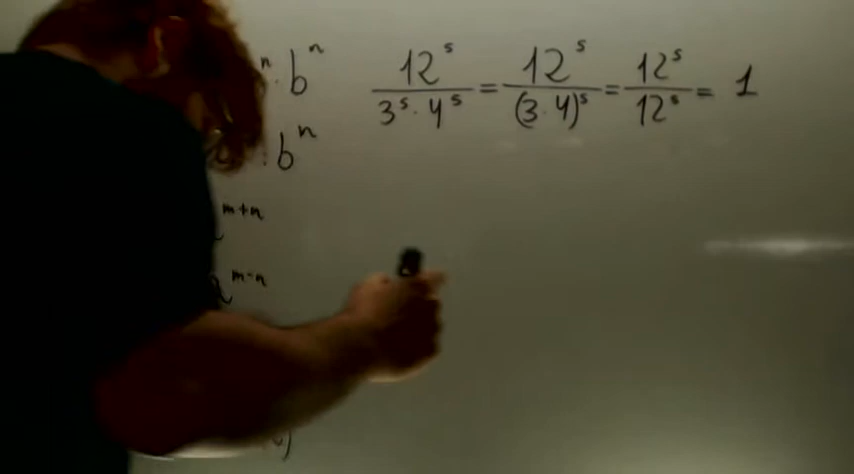 ⁿ · bⁿ
12⁵ / 3⁵ · 4⁵ = 12⁵ / (3 · 4)⁵ = 12⁵ / 12⁵ = 1
· bⁿ
m+n
a^m-n